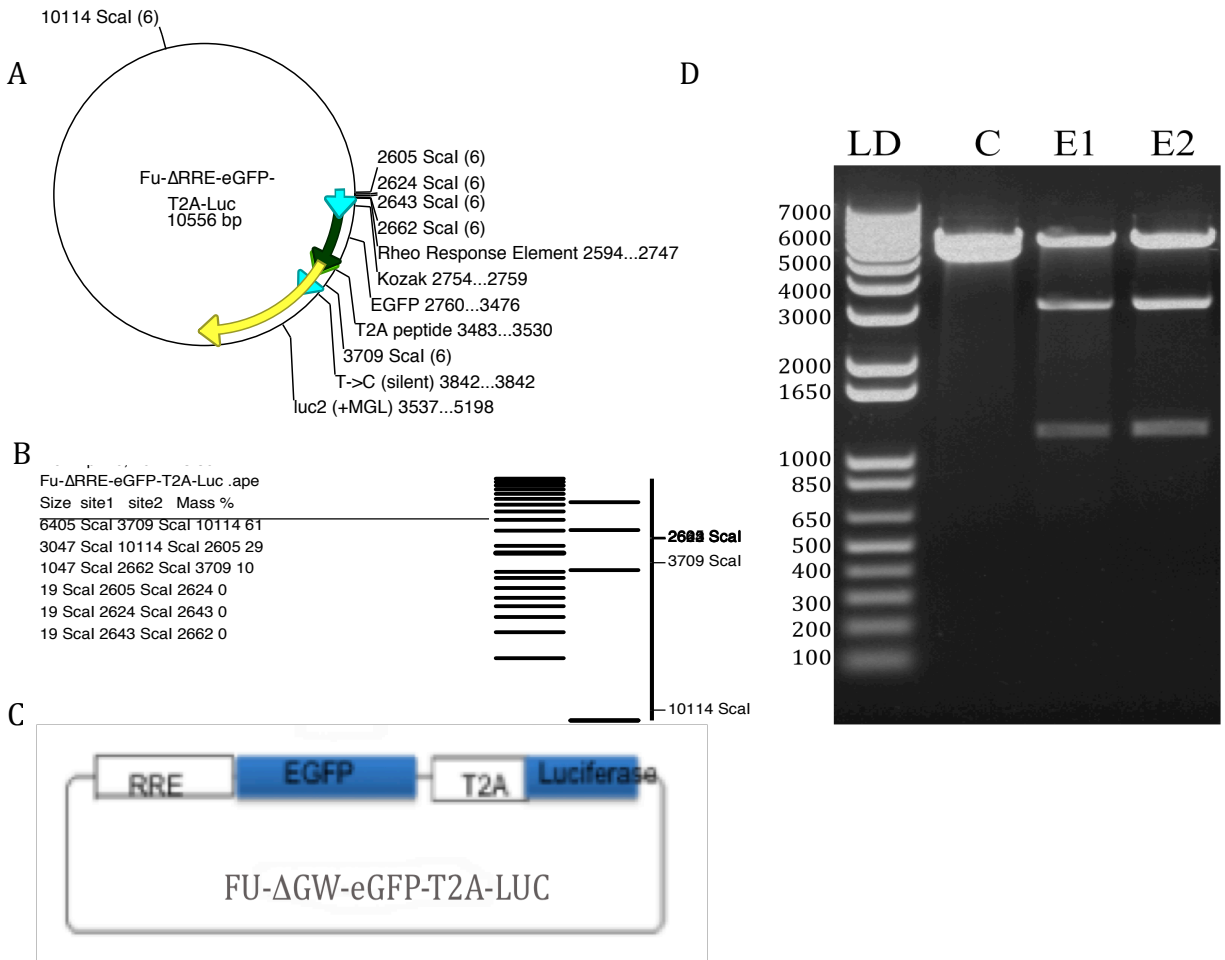 A
10114 ScaI (6)
Fu-ΔRRE-eGFP-
T2A-Luc
10556 bp
2605 ScaI (6)
2624 ScaI (6)
2643 ScaI (6)
2662 ScaI (6)
Rheo Response Element 2594...2747
Kozak 2754...2759
EGFP 2760...3476
T2A peptide 3483...3530
3709 ScaI (6)
T->C (silent) 3842...3842
luc2 (+MGL) 3537...5198
B
Fu-ΔRRE-eGFP-T2A-Luc .ape
Size site1 site2 Mass %
6405 ScaI 3709 ScaI 10114 61
3047 ScaI 10114 ScaI 2605 29
1047 ScaI 2662 ScaI 3709 10
19 ScaI 2605 ScaI 2624 0
19 ScaI 2624 ScaI 2643 0
19 ScaI 2643 ScaI 2662 0
ScaI
3709 ScaI
10114 ScaI
C
RRE EGFP T2A Luciferase
FU-ΔGW-eGFP-T2A-LUC
D
LD C E1 E2
7000
6000
5000
4000
3000
2000
1650
1000
850
650
500
400
300
200
100